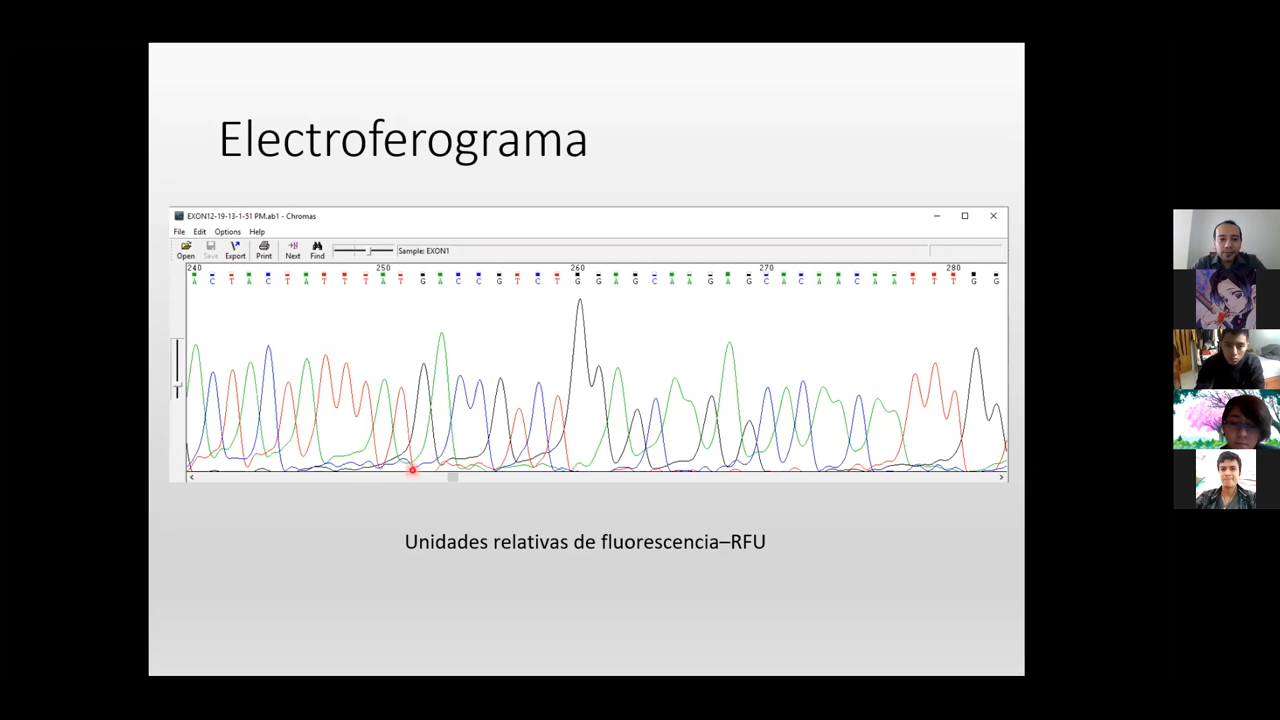 Electroferograma
EXON12-19-13-1-51 PM.ab1 - Chromas
File Edit Options Help
Open Save Export Print Next Find Sample: EXON1
240 250 260 270 280
A C T A C T A T T T A T G A C C G T C T G G A G C A A G A G C A C A A C A A T T T G G
Unidades relativas de fluorescencia–RFU